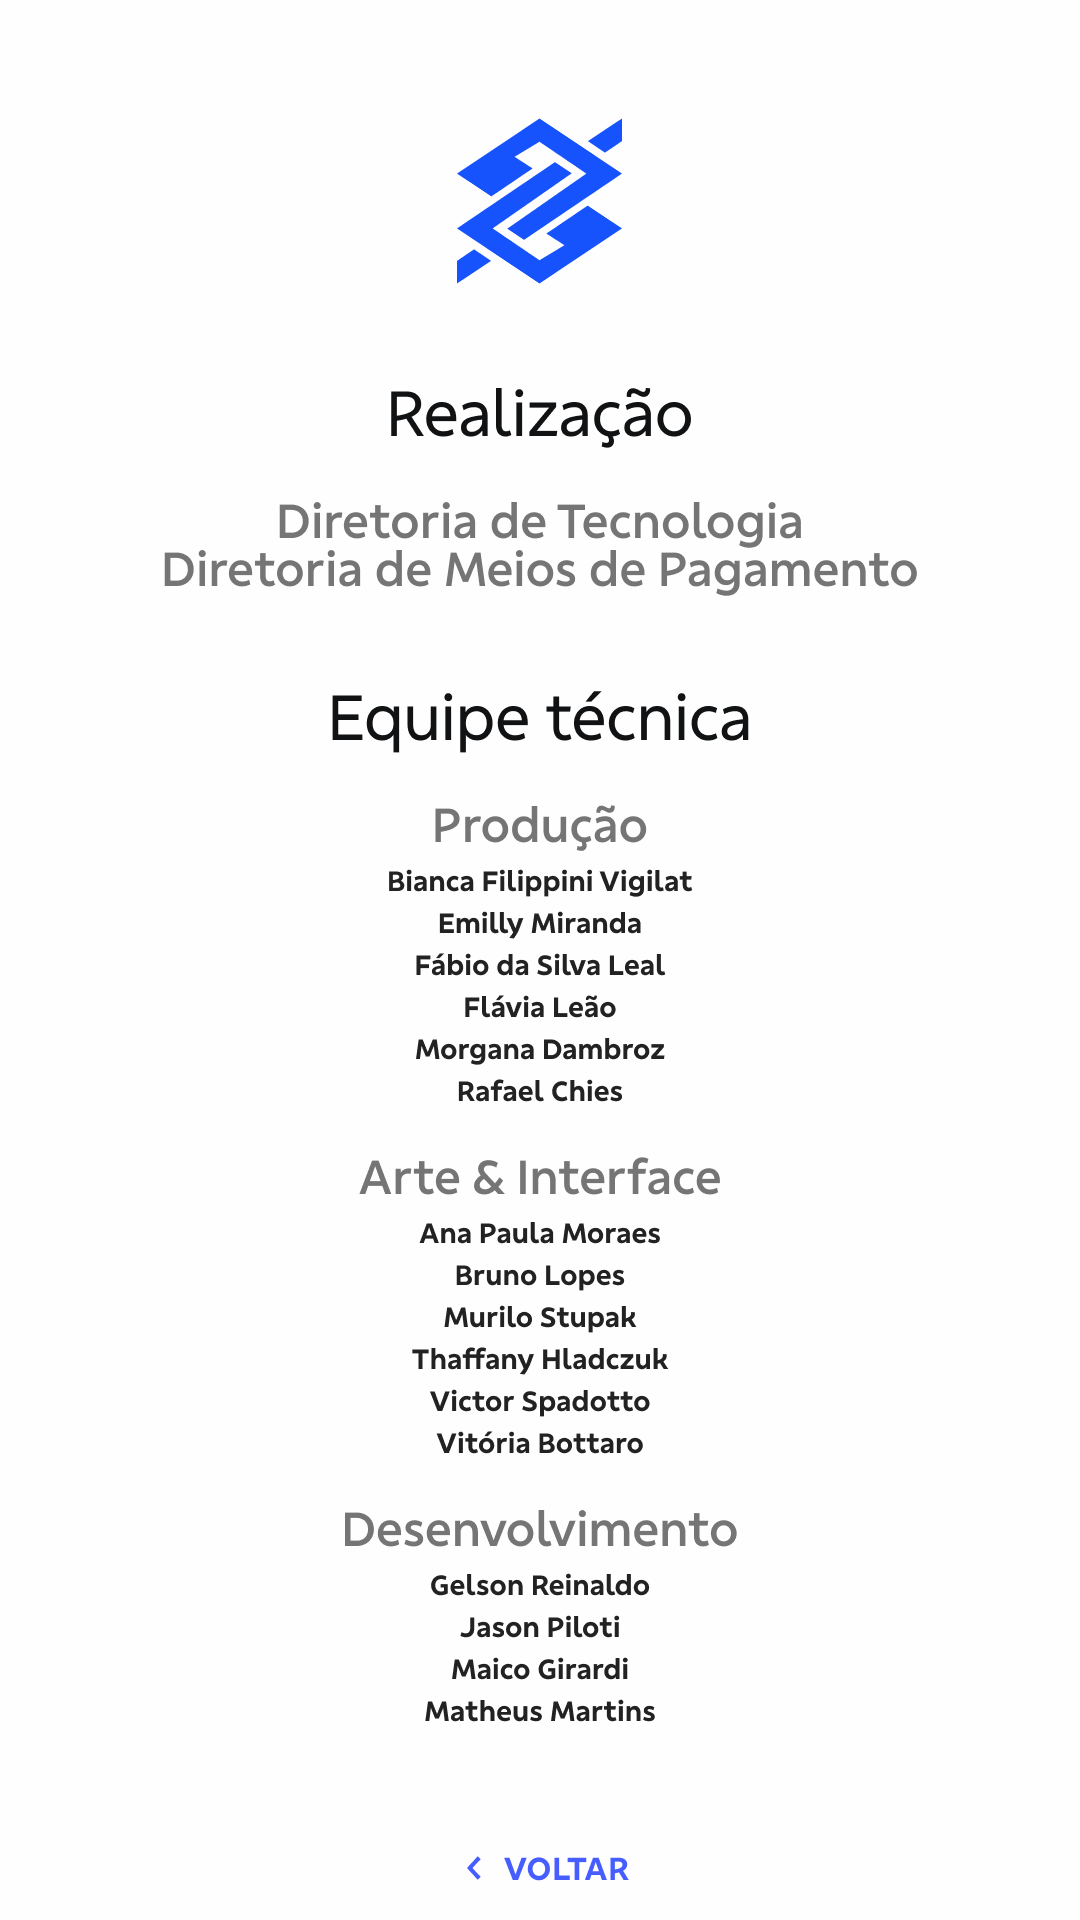 Realização
Diretoria de Tecnologia
Diretoria de Meios de Pagamento
Equipe técnica
Produção
Bianca Filippini Vigilat
Emilly Miranda
Fábio da Silva Leal
Flávia Leão
Morgana Dambroz
Rafael Chies
Arte & Interface
Ana Paula Moraes
Bruno Lopes
Murilo Stupak
Thaffany Hladczuk
Victor Spadotto
Vitória Bottaro
Desenvolvimento
Gelson Reinaldo
Jason Piloti
Maico Girardi
Matheus Martins
VOLTAR